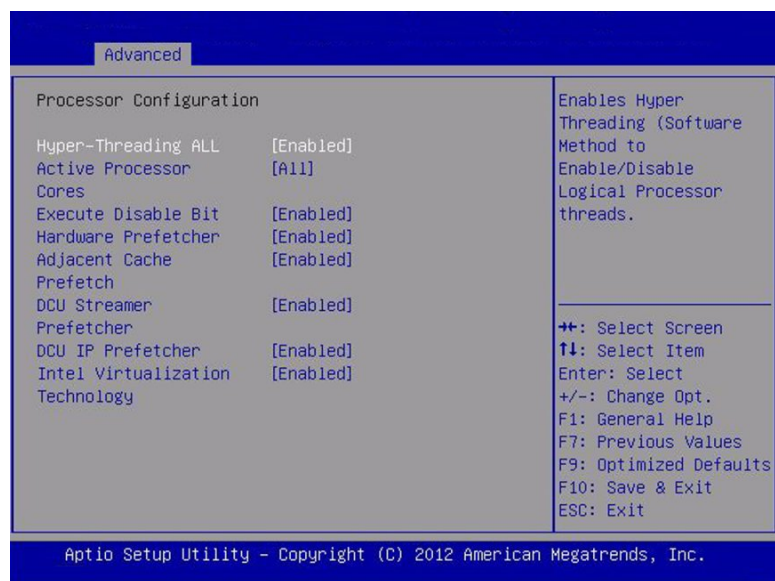 Advanced
Processor Configuration
Hyper-Threading ALL [Enabled]
Active Processor [All]
Cores
Execute Disable Bit [Enabled]
Hardware Prefetcher [Enabled]
Adjacent Cache [Enabled]
Prefetch
DCU Streamer [Enabled]
Prefetcher
DCU IP Prefetcher [Enabled]
Intel Virtualization [Enabled]
Technology
Enables Hyper
Threading (Software
Method to
Enable/Disable
Logical Processor
threads.
→←: Select Screen
↑↓: Select Item
Enter: Select
+/-: Change Opt.
F1: General Help
F7: Previous Values
F9: Optimized Defaults
F10: Save & Exit
ESC: Exit
Aptio Setup Utility – Copyright (C) 2012 American Megatrends, Inc.